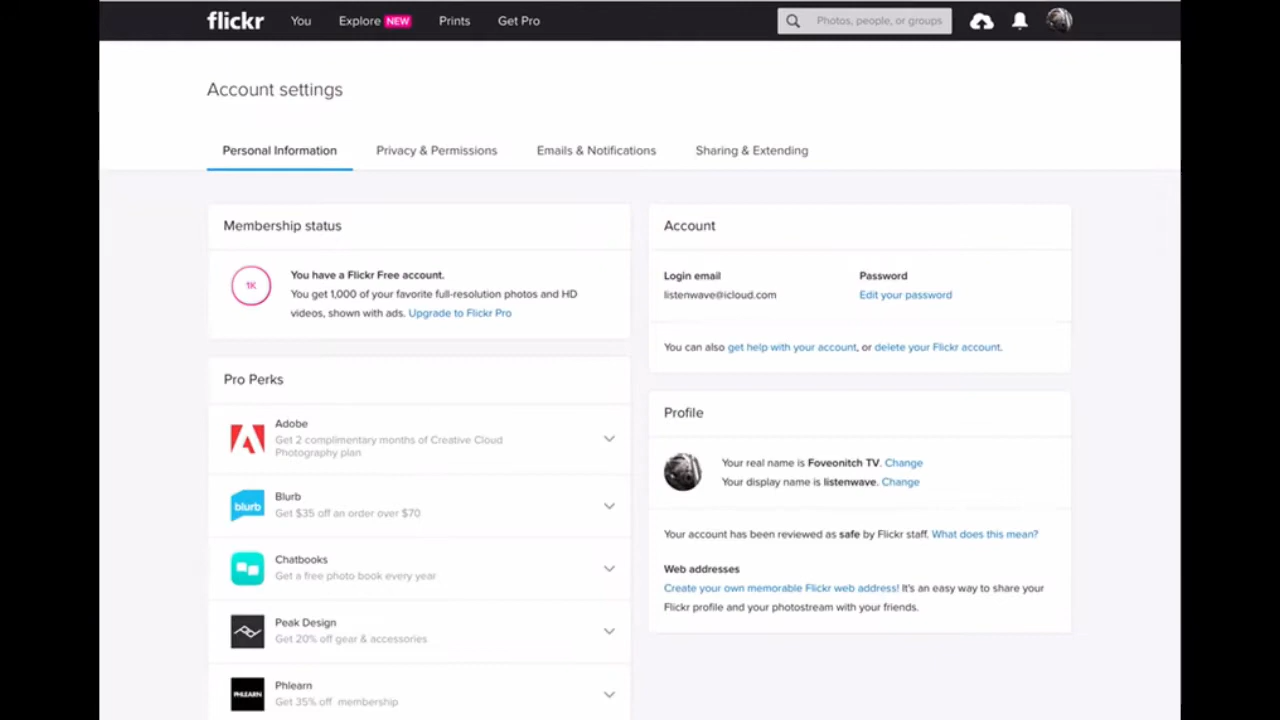 flickr You Explore NEW Prints Get Pro Photos, people, or groups
Account settings
Personal Information Privacy & Permissions Emails & Notifications Sharing & Extending
Membership status
1K
You have a Flickr Free account.
You get 1,000 of your favorite full-resolution photos and HD
videos, shown with ads. Upgrade to Flickr Pro
Pro Perks
Adobe
Get 2 complimentary months of Creative Cloud
Photography plan
blurb
Blurb
Get $35 off an order over $70
Chatbooks
Get a free photo book every year
Peak Design
Get 20% off gear & accessories
PHLEARN
Phlearn
Get 35% off membership
Account
Login email Password
listenwave@icloud.com Edit your password
You can also get help with your account, or delete your Flickr account.
Profile
Your real name is Foveonitch TV. Change
Your display name is listenwave. Change
Your account has been reviewed as safe by Flickr staff. What does this mean?
Web addresses
Create your own memorable Flickr web address! It's an easy way to share your
Flickr profile and your photostream with your friends.